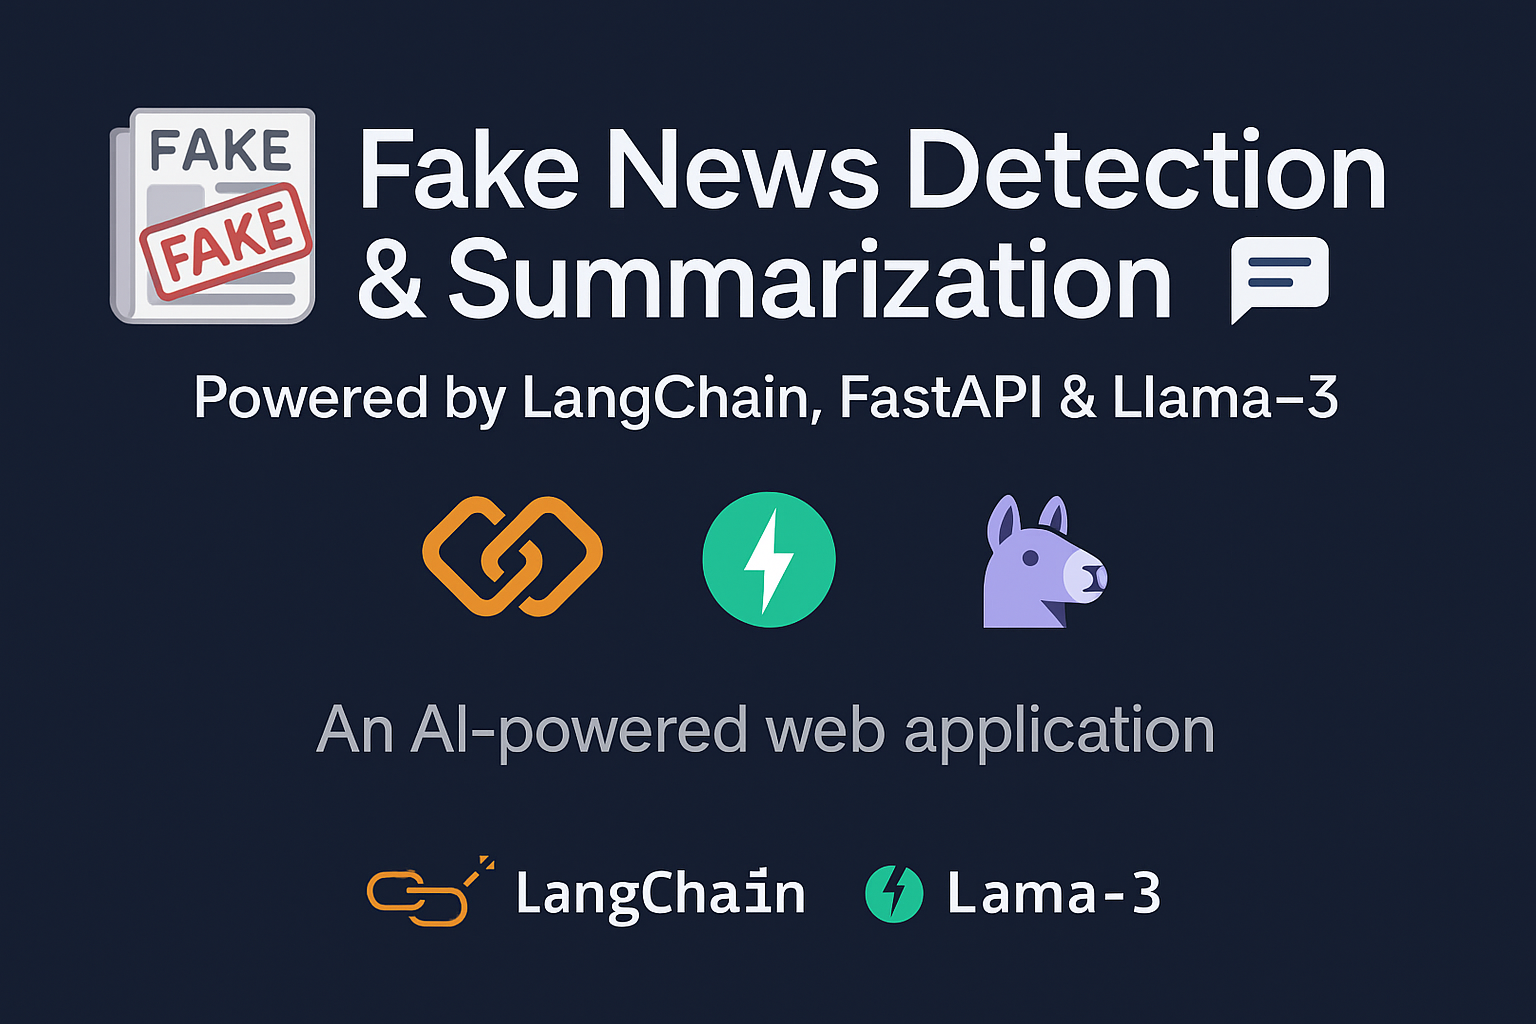 FAKE
FAKE
Fake News Detection
& Summarization
Powered by LangChain, FastAPI & Llama-3
An AI-powered web application
LangChain
Lama-3